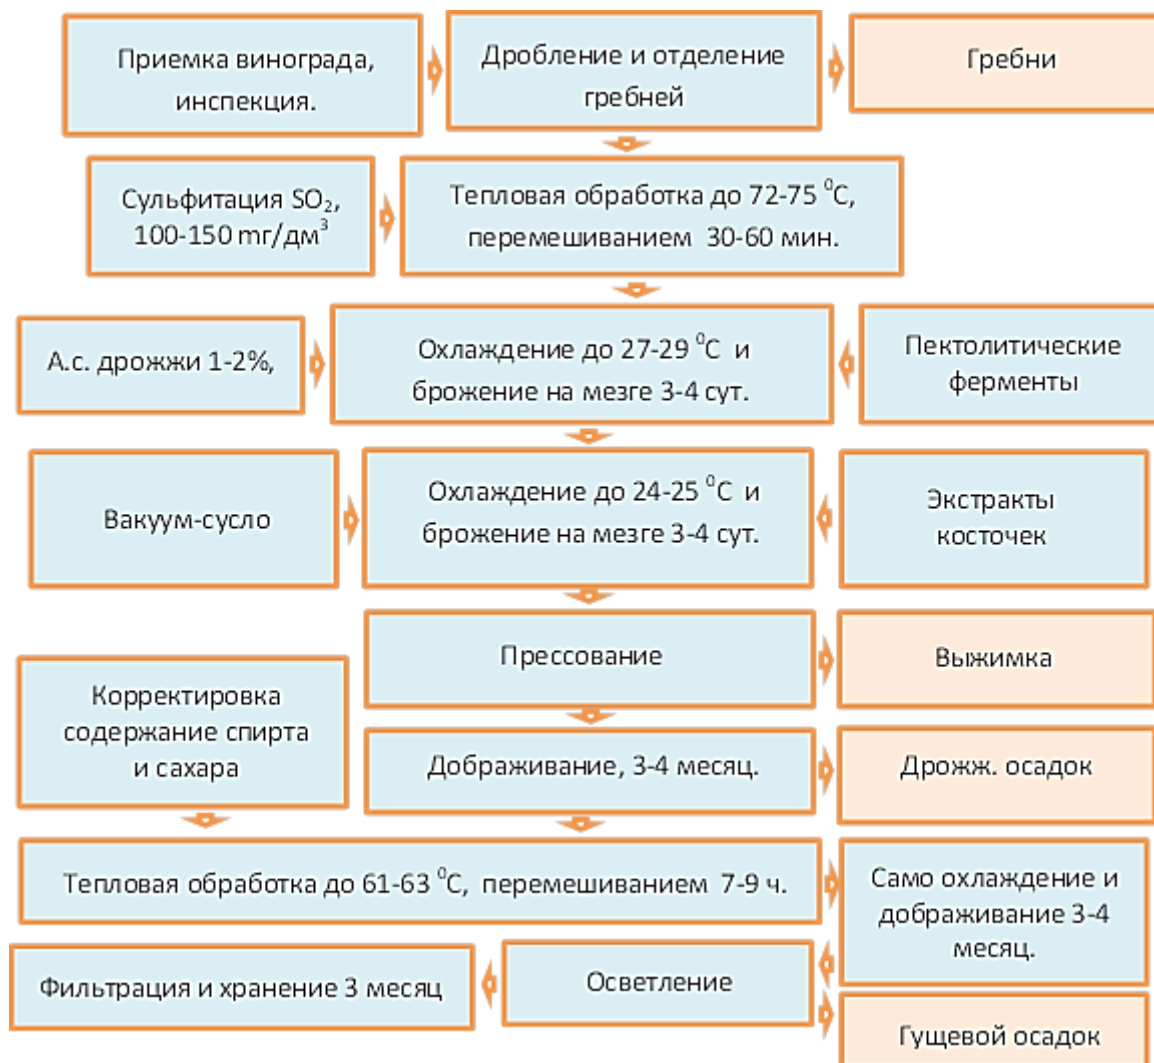 Приемка винограда,
инспекция.
Дробление и отделение
гребней
Гребни
Сульфитация SO₂,
100-150 mг/дм³
Тепловая обработка до 72-75 ⁰С,
перемешиванием 30-60 мин.
А.с. дрожжи 1-2%,
Охлаждение до 27-29 ⁰С и
брожение на мезге 3-4 сут.
Пектолитические
ферменты
Вакуум-сусло
Охлаждение до 24-25 ⁰С и
брожение на мезге 3-4 сут.
Экстракты
косточек
Прессование
Выжимка
Корректировка
содержание спирта
и сахара
Дображивание, 3-4 месяц.
Дрожж. осадок
Тепловая обработка до 61-63 ⁰С, перемешиванием 7-9 ч.
Само охлаждение и
дображивание 3-4
месяц.
Фильтрация и хранение 3 месяц
Осветление
Гущевой осадок